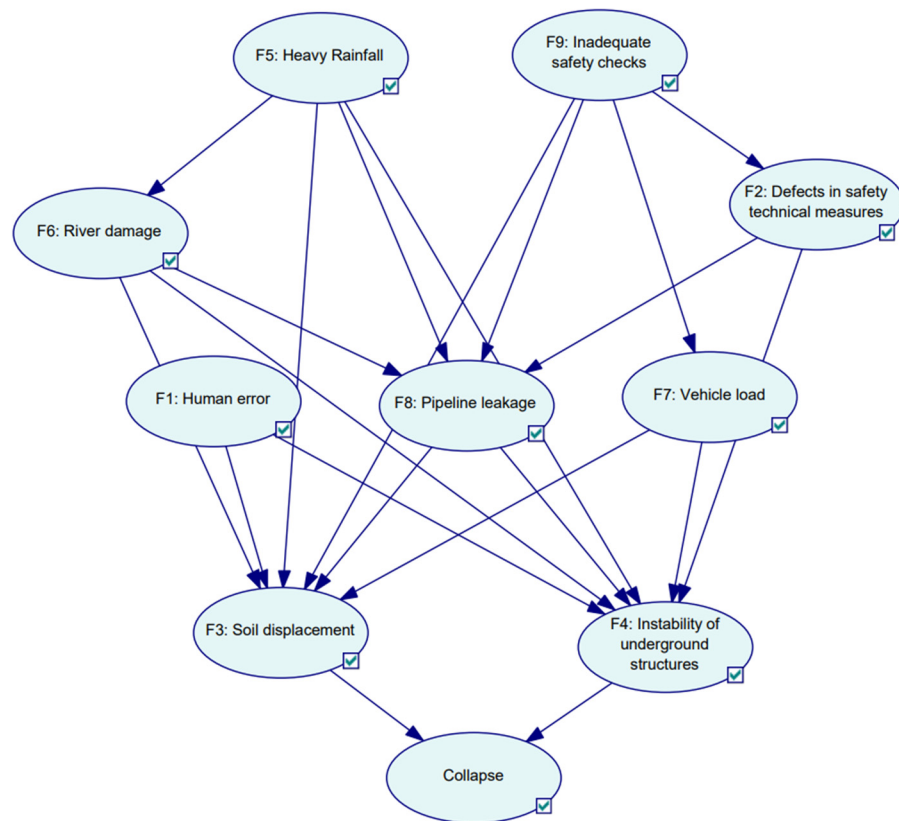 F5: Heavy Rainfall
F9: Inadequate
safety checks
F2: Defects in safety
technical measures
F6: River damage
F1: Human error
F8: Pipeline leakage
F7: Vehicle load
F3: Soil displacement
F4: Instability of
underground
structures
Collapse